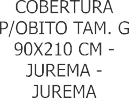 COBERTURA
P/OBITO TAM. G
90X210 CM -
JUREMA -
JUREMA